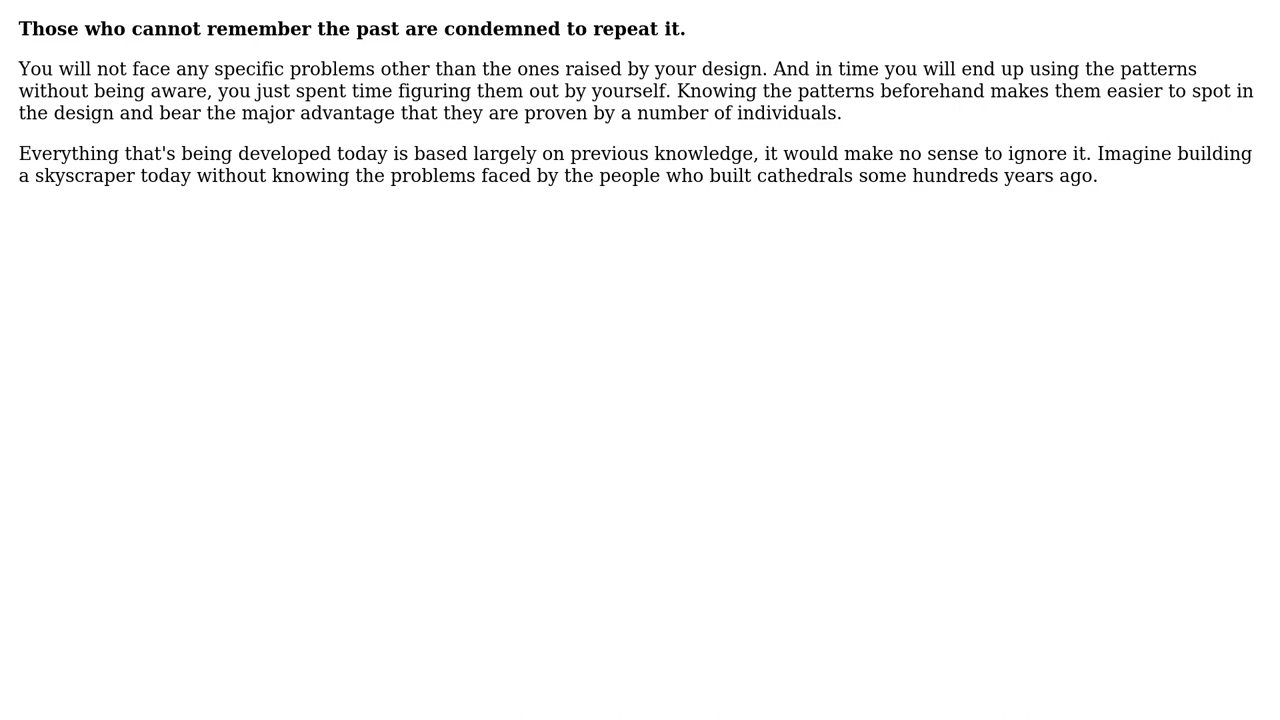 Those who cannot remember the past are condemned to repeat it.
You will not face any specific problems other than the ones raised by your design. And in time you will end up using the patterns
without being aware, you just spent time figuring them out by yourself. Knowing the patterns beforehand makes them easier to spot in
the design and bear the major advantage that they are proven by a number of individuals.
Everything that's being developed today is based largely on previous knowledge, it would make no sense to ignore it. Imagine building
a skyscraper today without knowing the problems faced by the people who built cathedrals some hundreds years ago.